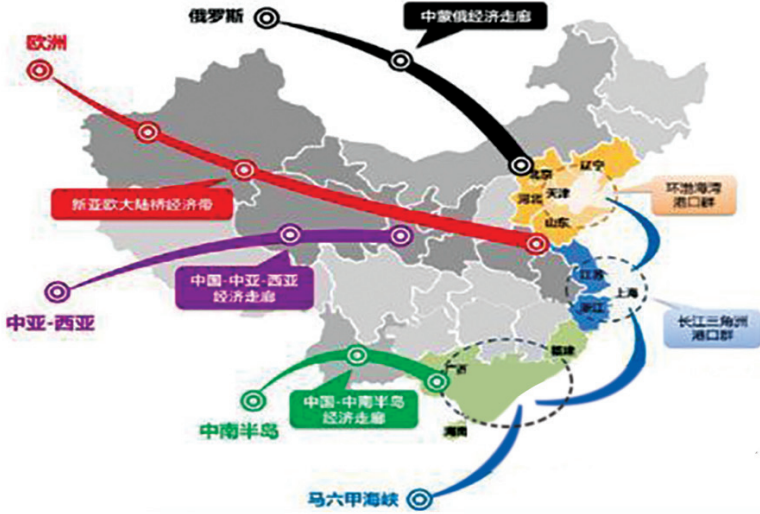 俄罗斯
中蒙俄经济走廊
欧洲
辽宁
北京
天津
河北
山东
环渤海湾
港口群
新亚欧大陆桥经济带
中国-中亚-西亚
经济走廊
中亚-西亚
江苏
上海
浙江
长江三角洲
港口群
福建
广西
中国-中南半岛
经济走廊
中南半岛
海南
马六甲海峡